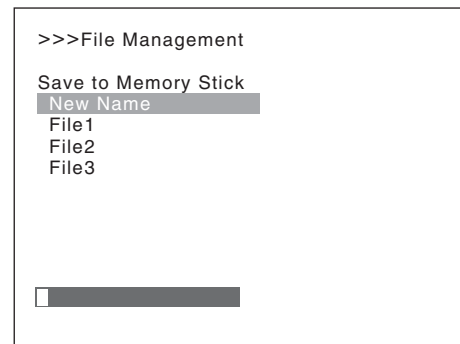 >>>File Management
Save to Memory Stick
New Name
File1
File2
File3